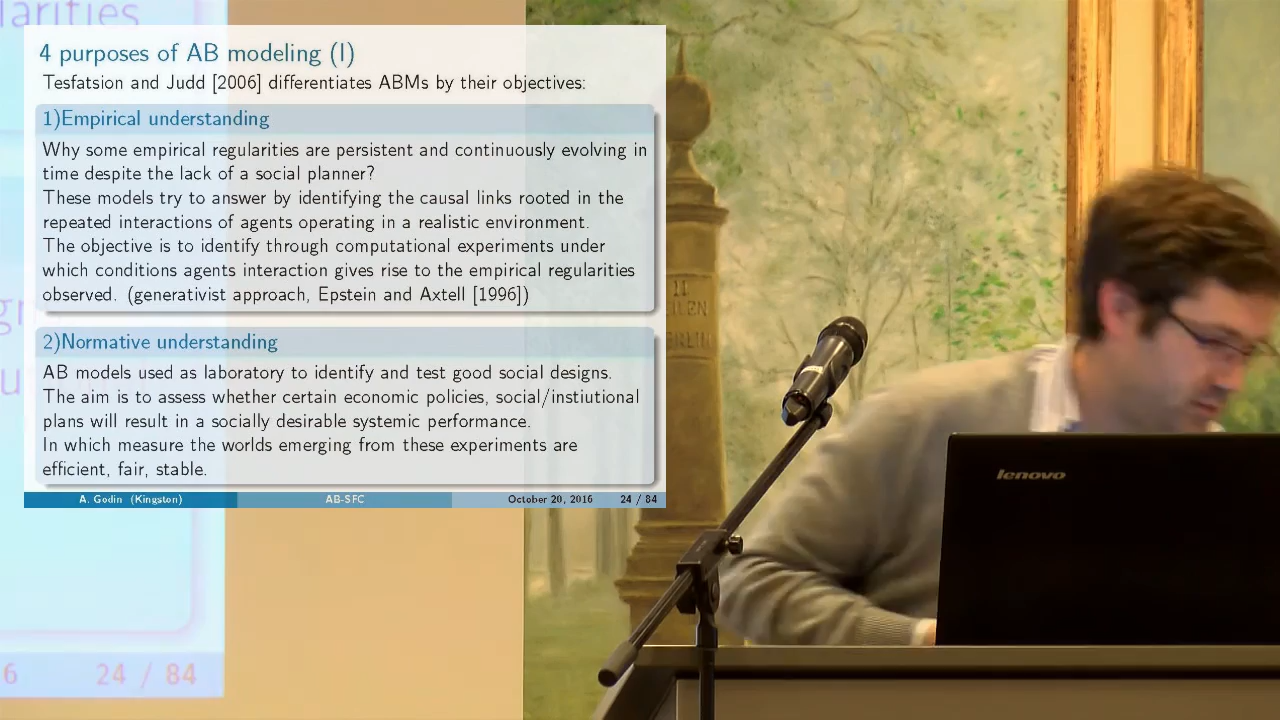 4 purposes of AB modeling (I)
Tesfatsion and Judd [2006] differentiates ABMs by their objectives:
1)Empirical understanding
Why some empirical regularities are persistent and continuously evolving in
time despite the lack of a social planner?
These models try to answer by identifying the causal links rooted in the
repeated interactions of agents operating in a realistic environment.
The objective is to identify through computational experiments under
which conditions agents interaction gives rise to the empirical regularities
observed. (generativist approach, Epstein and Axtell [1996])
2)Normative understanding
AB models used as laboratory to identify and test good social designs.
The aim is to assess whether certain economic policies, social/instiutional
plans will result in a socially desirable systemic performance.
In which measure the worlds emerging from these experiments are
efficient, fair, stable.
A. Godin (Kingston) AB-SFC October 20, 2016 24 / 84
larities
6 24 / 84
II
BERLIN
lenovo